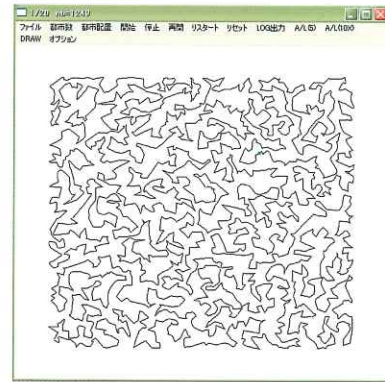 ファイル 都市数 都市配置 開始 停止 再開 リスタート リセット LOG出力 A/L(5) A/L(10)
DRAW オプション